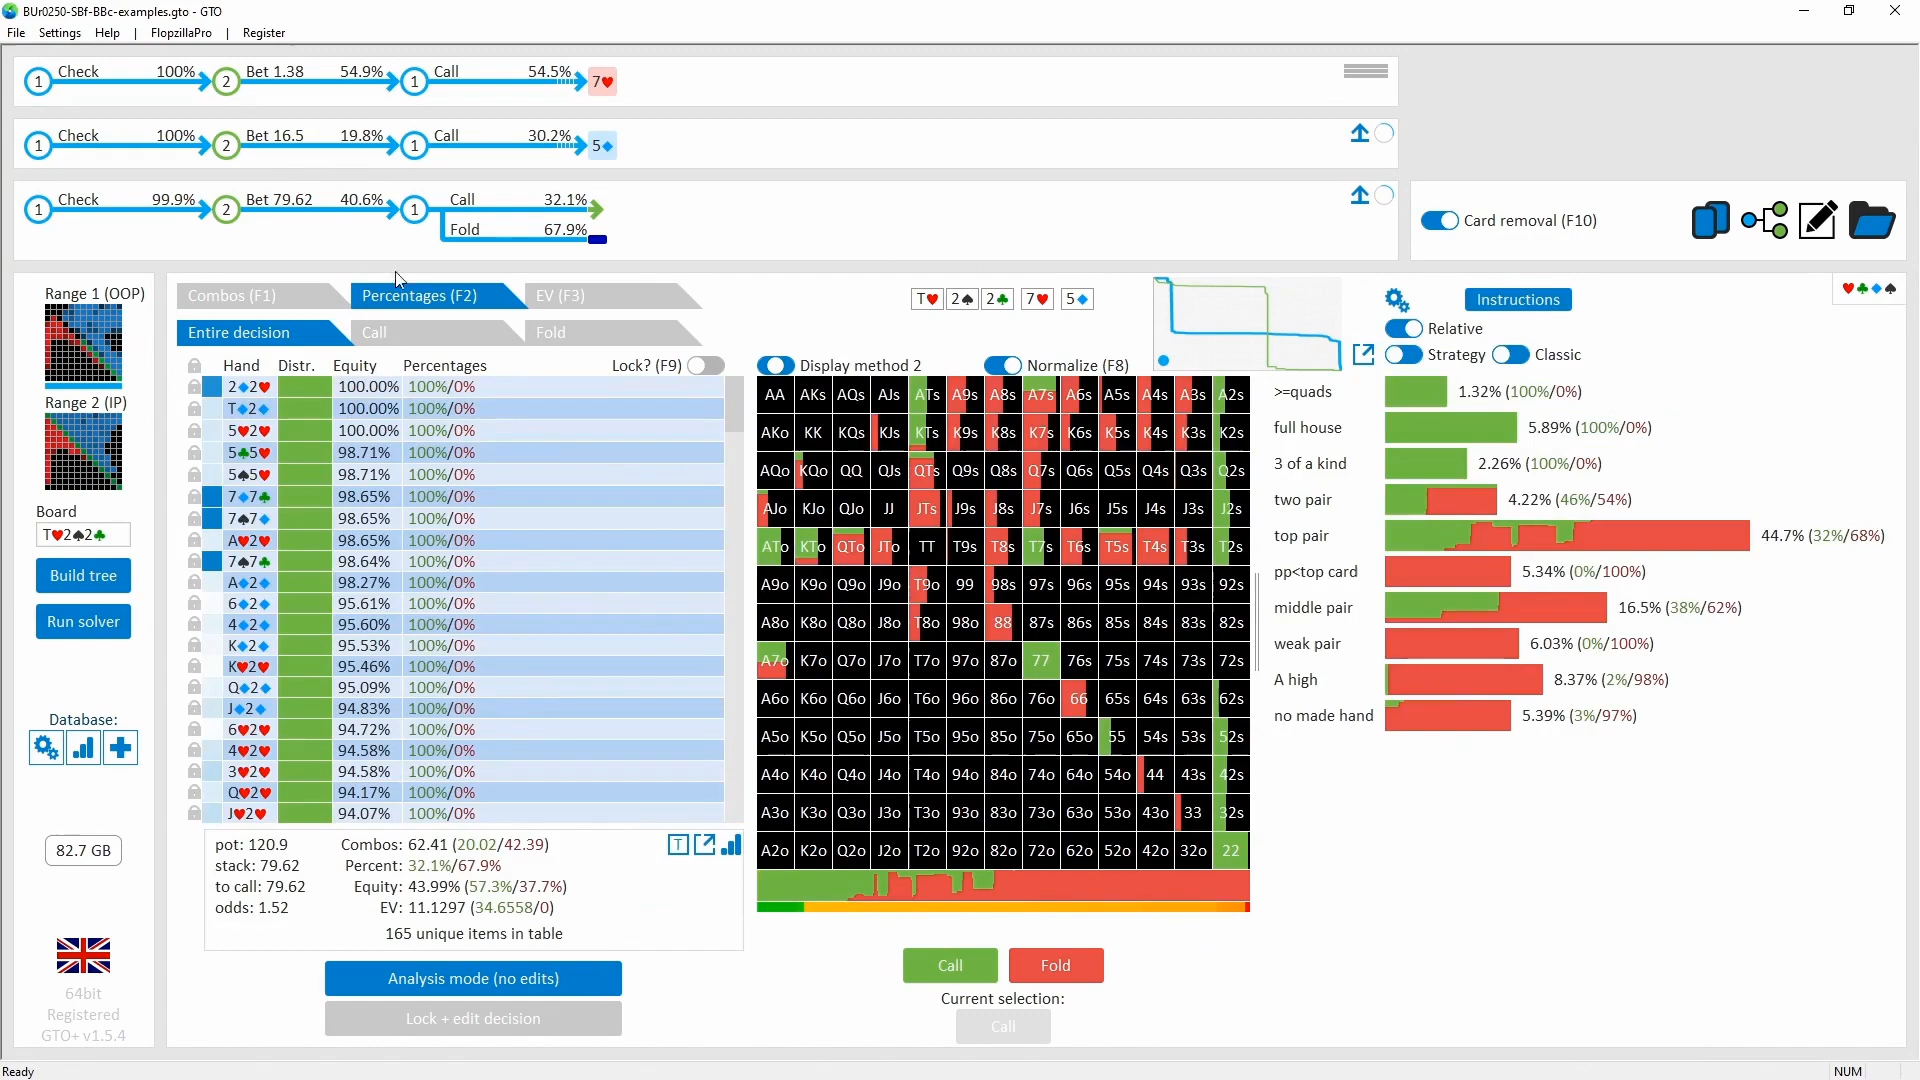 BUr0250-SBf-BBc-examples.gto - GTO
File Settings Help | FlopzillaPro | Register
1 Check 100% 2 Bet 1.38 54.9% 1 Call 54.5% 7♥
1 Check 100% 2 Bet 16.5 19.8% 1 Call 30.2% 5♦
1 Check 99.9% 2 Bet 79.62 40.6% 1 Call 32.1%
Fold 67.9%
Card removal (F10)
Range 1 (OOP)
Range 2 (IP)
Board
T♥2♠2♣
Build tree
Run solver
Database:
82.7 GB
64bit
Registered
GTO+ v1.5.4
Combos (F1) Percentages (F2) EV (F3)
Entire decision Call Fold
Hand Distr. Equity Percentages Lock? (F9)
2♦2♥ 100.00% 100%/0%
T♦2♦ 100.00% 100%/0%
5♥2♥ 100.00% 100%/0%
5♣5♥ 98.71% 100%/0%
5♠5♥ 98.71% 100%/0%
7♦7♣ 98.65% 100%/0%
7♠7♦ 98.65% 100%/0%
A♥2♥ 98.65% 100%/0%
7♠7♣ 98.64% 100%/0%
A♦2♦ 98.27% 100%/0%
6♦2♦ 95.61% 100%/0%
4♦2♦ 95.60% 100%/0%
K♦2♦ 95.53% 100%/0%
K♥2♥ 95.46% 100%/0%
Q♦2♦ 95.09% 100%/0%
J♦2♦ 94.83% 100%/0%
6♥2♥ 94.72% 100%/0%
4♥2♥ 94.58% 100%/0%
3♥2♥ 94.58% 100%/0%
Q♥2♥ 94.17% 100%/0%
J♥2♥ 94.07% 100%/0%
pot: 120.9 Combos: 62.41 (20.02/42.39)
stack: 79.62 Percent: 32.1%/67.9%
to call: 79.62 Equity: 43.99% (57.3%/37.7%)
odds: 1.52 EV: 11.1297 (34.6558/0)
165 unique items in table
T
Analysis mode (no edits)
Lock + edit decision
T♥ 2♠ 2♣ 7♥ 5♦
Display method 2 Normalize (F8)
AA AKs AQs AJs ATs A9s A8s A7s A6s A5s A4s A3s A2s
AKo KK KQs KJs KTs K9s K8s K7s K6s K5s K4s K3s K2s
AQo KQo QQ QJs QTs Q9s Q8s Q7s Q6s Q5s Q4s Q3s Q2s
AJo KJo QJo JJ JTs J9s J8s J7s J6s J5s J4s J3s J2s
ATo KTo QTo JTo TT T9s T8s T7s T6s T5s T4s T3s T2s
A9o K9o Q9o J9o T9o 99 98s 97s 96s 95s 94s 93s 92s
A8o K8o Q8o J8o T8o 98o 88 87s 86s 85s 84s 83s 82s
A7o K7o Q7o J7o T7o 97o 87o 77 76s 75s 74s 73s 72s
A6o K6o Q6o J6o T6o 96o 86o 76o 66 65s 64s 63s 62s
A5o K5o Q5o J5o T5o 95o 85o 75o 65o 55 54s 53s 52s
A4o K4o Q4o J4o T4o 94o 84o 74o 64o 54o 44 43s 42s
A3o K3o Q3o J3o T3o 93o 83o 73o 63o 53o 43o 33 32s
A2o K2o Q2o J2o T2o 92o 82o 72o 62o 52o 42o 32o 22
Call Fold
Current selection:
Call
Instructions
♥♣♦♠
Relative
Strategy Classic
>=quads 1.32% (100%/0%)
full house 5.89% (100%/0%)
3 of a kind 2.26% (100%/0%)
two pair 4.22% (46%/54%)
top pair 44.7% (32%/68%)
pp<top card 5.34% (0%/100%)
middle pair 16.5% (38%/62%)
weak pair 6.03% (0%/100%)
A high 8.37% (2%/98%)
no made hand 5.39% (3%/97%)
Ready NUM